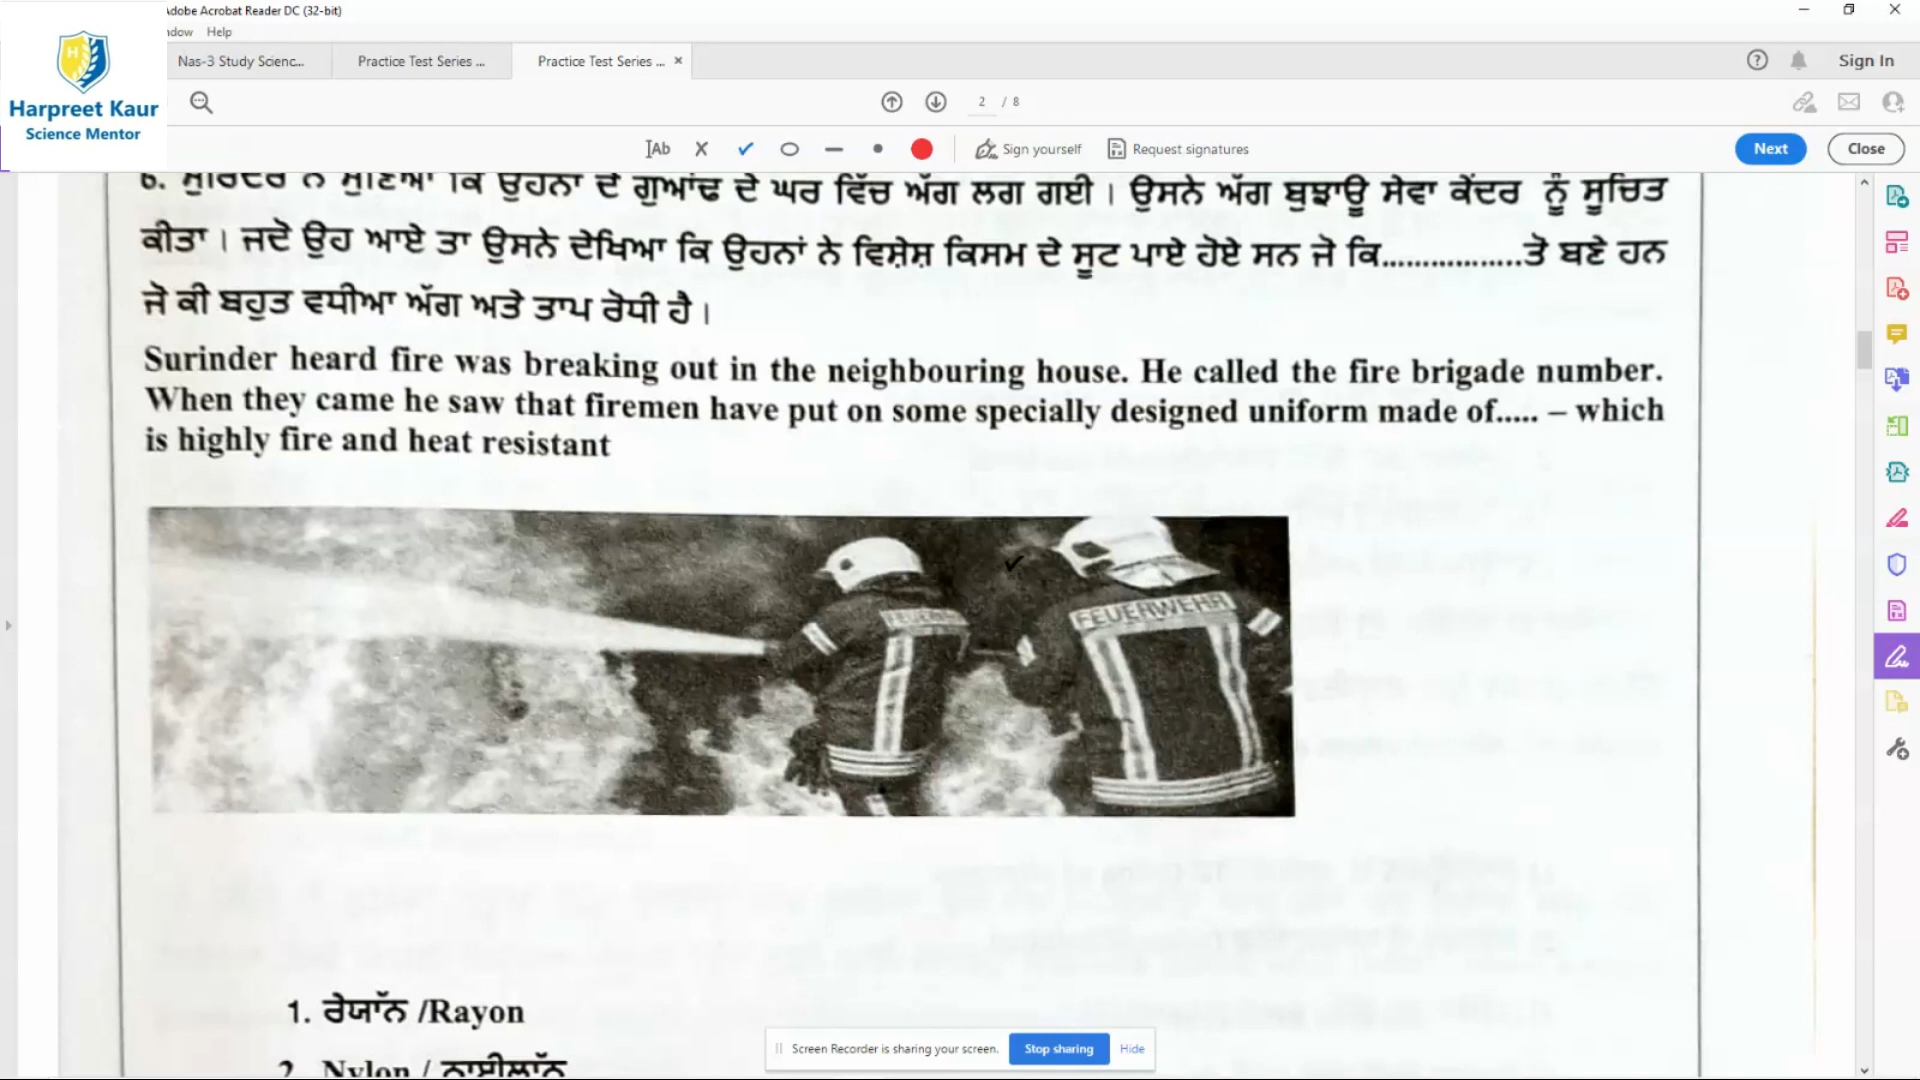 Adobe Acrobat Reader DC (32-bit)
Help
Nas-3 Study Scienc...
Practice Test Series ...
Practice Test Series ...
Sign In
Harpreet Kaur
Science Mentor
2 / 8
Sign yourself
Request signatures
Next
Close
6. ਸੁਰਿੰਦਰ ਨੇ ਸੁਣਿਆ ਕਿ ਉਹਨਾਂ ਦੇ ਗੁਆਂਢ ਦੇ ਘਰ ਵਿੱਚ ਅੱਗ ਲਗ ਗਈ । ਉਸਨੇ ਅੱਗ ਬੁਝਾਊ ਸੇਵਾ ਕੇਂਦਰ ਨੂੰ ਸੂਚਿਤ
ਕੀਤਾ । ਜਦੋਂ ਉਹ ਆਏ ਤਾ ਉਸਨੇ ਦੇਖਿਆ ਕਿ ਉਹਨਾਂ ਨੇ ਵਿਸ਼ੇਸ਼ ਕਿਸਮ ਦੇ ਸੂਟ ਪਾਏ ਹੋਏ ਸਨ ਜੋ ਕਿ.................ਤੋ ਬਣੇ ਹਨ
ਜੋ ਕੀ ਬਹੁਤ ਵਧੀਆ ਅੱਗ ਅਤੇ ਤਾਪ ਰੋਧੀ ਹੈ ।
Surinder heard fire was breaking out in the neighbouring house. He called the fire brigade number.
When they came he saw that firemen have put on some specially designed uniform made of..... – which
is highly fire and heat resistant
FEUERWEHR
1. ਰੇਯਾੱਨ /Rayon
2. Nylon / ਨਾਈਲਾੱਨ
Screen Recorder is sharing your screen.
Stop sharing
Hide